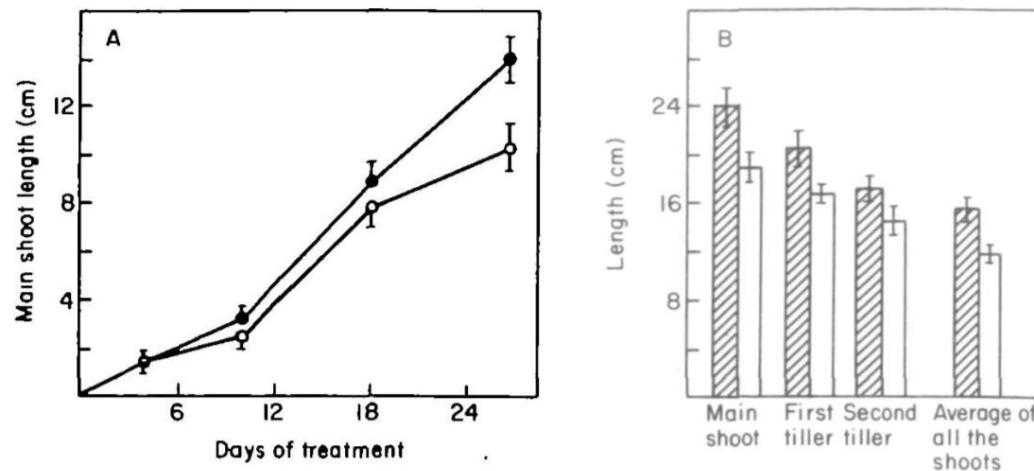 A
Main shoot length (cm)
12
8
4
6
12
18
24
Days of treatment
B
Length (cm)
24
16
8
Main
shoot
First
tiller
Second
tiller
Average of
all the
shoots